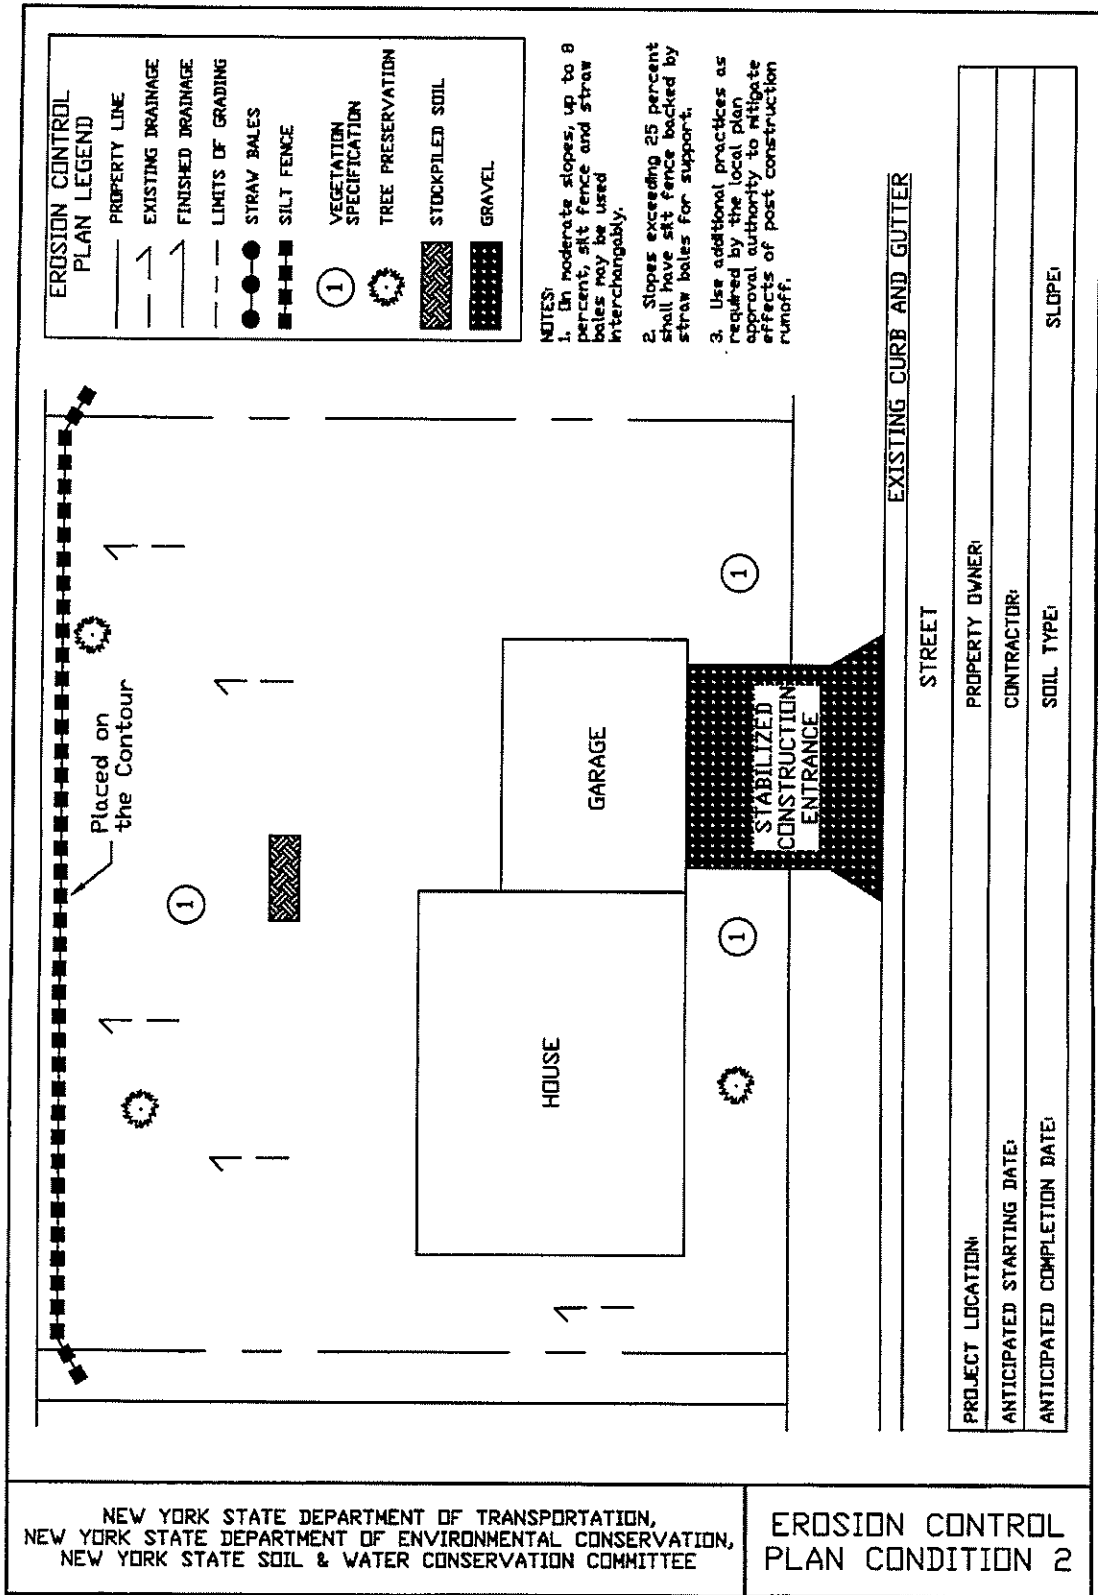 EROSION CONTROL
PLAN LEGEND
PROPERTY LINE
EXISTING DRAINAGE
FINISHED DRAINAGE
LIMITS OF GRADING
STRAW BALES
SILT FENCE
1
VEGETATION
SPECIFICATION
TREE PRESERVATION
STOCKPILED SOIL
GRAVEL
NOTES:
1. On moderate slopes, up to 8
percent, silt fence and straw
bales may be used
interchangably.
2. Slopes exceeding 25 percent
shall have silt fence backed by
straw bales for support.
3. Use additional practices as
required by the local plan
approval authority to mitigate
effects of post construction
runoff.
Placed on
the Contour
1
HOUSE
GARAGE
1
1
STABILIZED
CONSTRUCTION
ENTRANCE
EXISTING CURB AND GUTTER
STREET
PROJECT LOCATION:
PROPERTY OWNER:
ANTICIPATED STARTING DATE:
CONTRACTOR:
ANTICIPATED COMPLETION DATE:
SOIL TYPE:
SLOPE:
NEW YORK STATE DEPARTMENT OF TRANSPORTATION,
NEW YORK STATE DEPARTMENT OF ENVIRONMENTAL CONSERVATION,
NEW YORK STATE SOIL & WATER CONSERVATION COMMITTEE
EROSION CONTROL
PLAN CONDITION 2